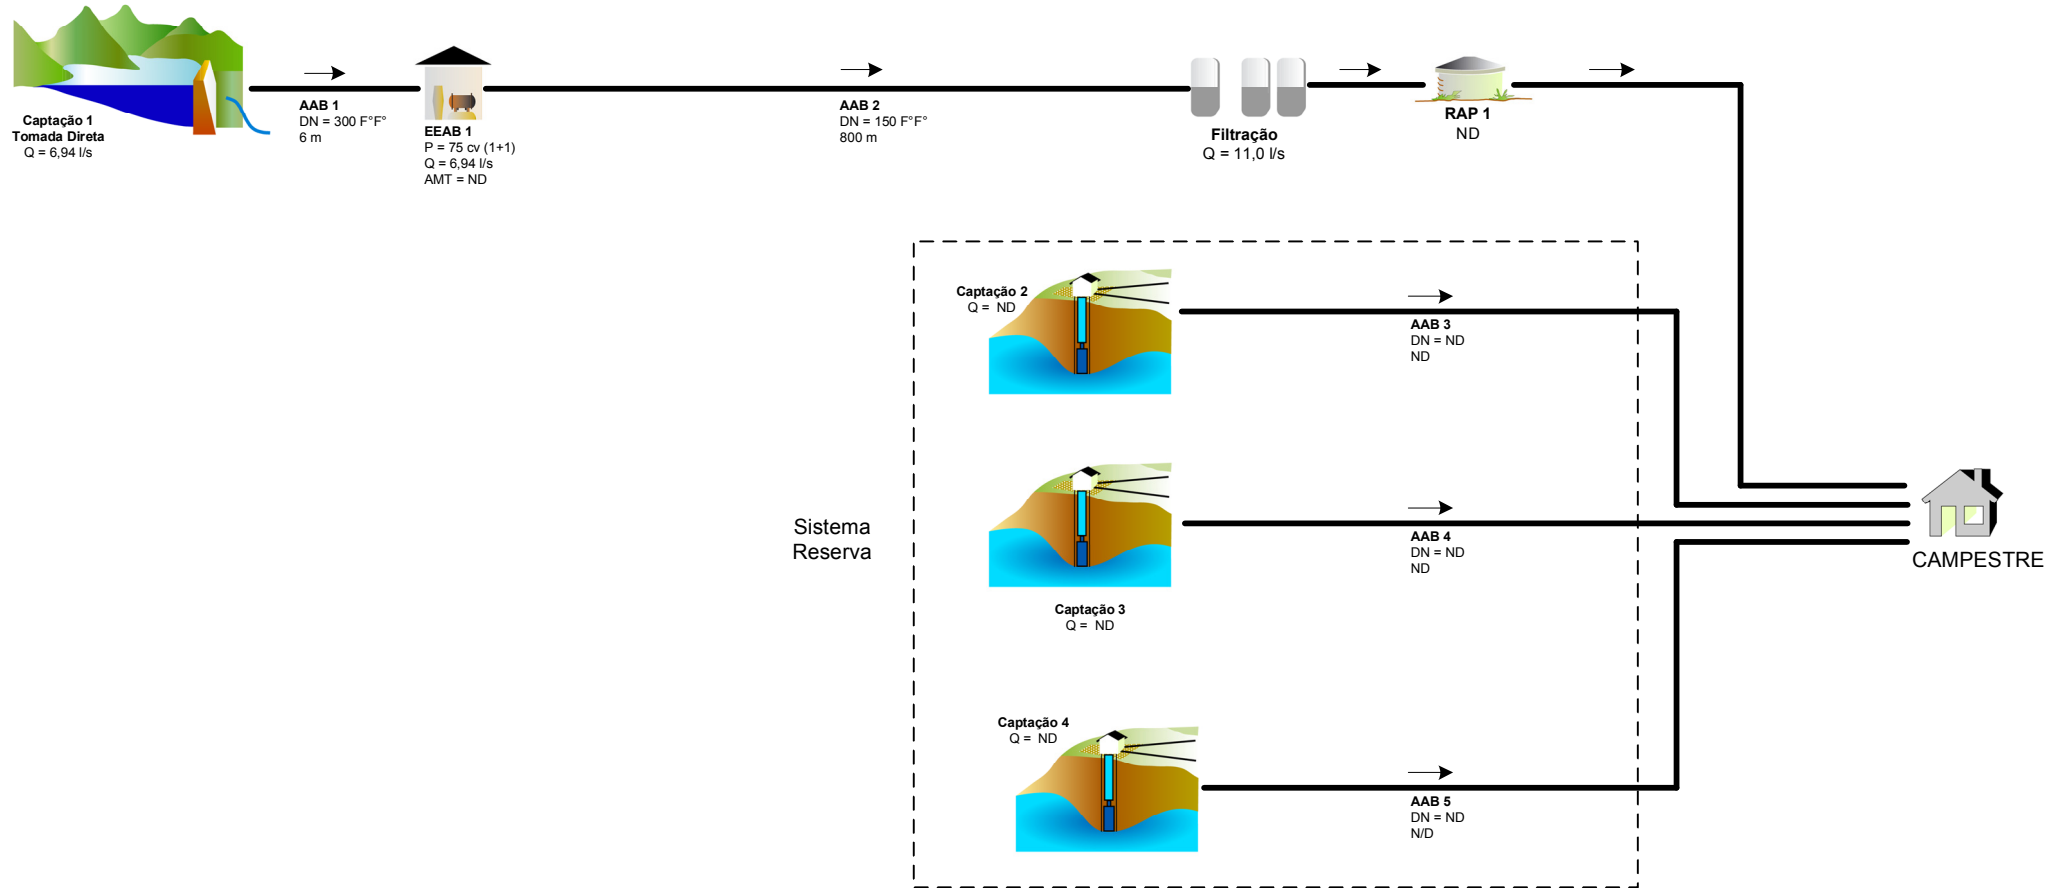 Captação 1
Tomada Direta
Q = 6,94 l/s
AAB 1
DN = 300 F°F°
6 m
EEAB 1
P = 75 cv (1+1)
Q = 6,94 l/s
AMT = ND
AAB 2
DN = 150 F°F°
800 m
Filtração
Q = 11,0 l/s
RAP 1
ND
Captação 2
Q = ND
AAB 3
DN = ND
ND
Sistema
Reserva
AAB 4
DN = ND
ND
Captação 3
Q = ND
CAMPESTRE
Captação 4
Q = ND
AAB 5
DN = ND
N/D